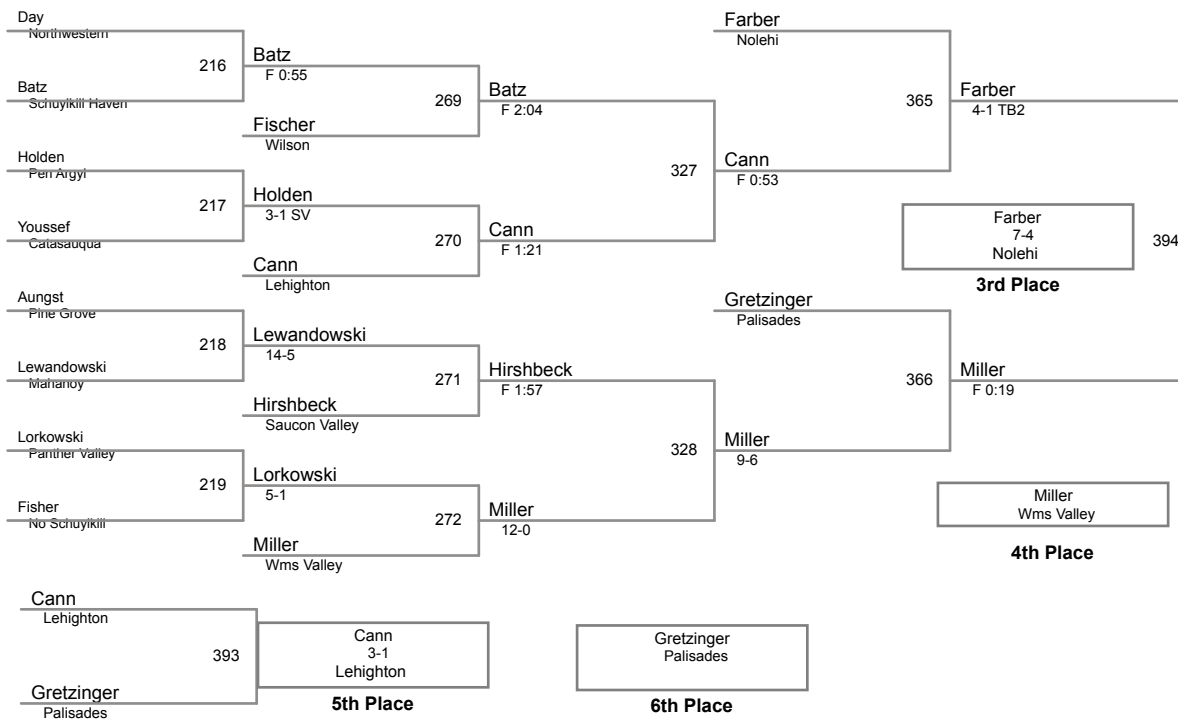 Day
Northwestern
216
Batz
Schuylkill Haven
Batz
F 0:55
269
Fischer
Wilson
Holden
Pen Argyl
217
Youssef
Catasauqua
Holden
3-1 SV
270
Cann
Lehighton
Batz
F 2:04
327
Cann
F 1:21
Aungst
Pine Grove
218
Lewandowski
Mahanoy
Lewandowski
14-5
271
Hirshbeck
Saucon Valley
Lorkowski
Panther Valley
219
Fisher
No Schuylkill
Lorkowski
5-1
272
Miller
Wms Valley
Hirshbeck
F 1:57
328
Miller
12-0
Farber
Nolehi
365
Cann
F 0:53
Farber
4-1 TB2
Farber
7-4
Nolehi
394
3rd Place
Gretzinger
Palisades
366
Miller
9-6
Miller
F 0:19
Miller
Wms Valley
4th Place
Cann
Lehighton
393
Gretzinger
Palisades
Cann
3-1
Lehighton
5th Place
Gretzinger
Palisades
6th Place